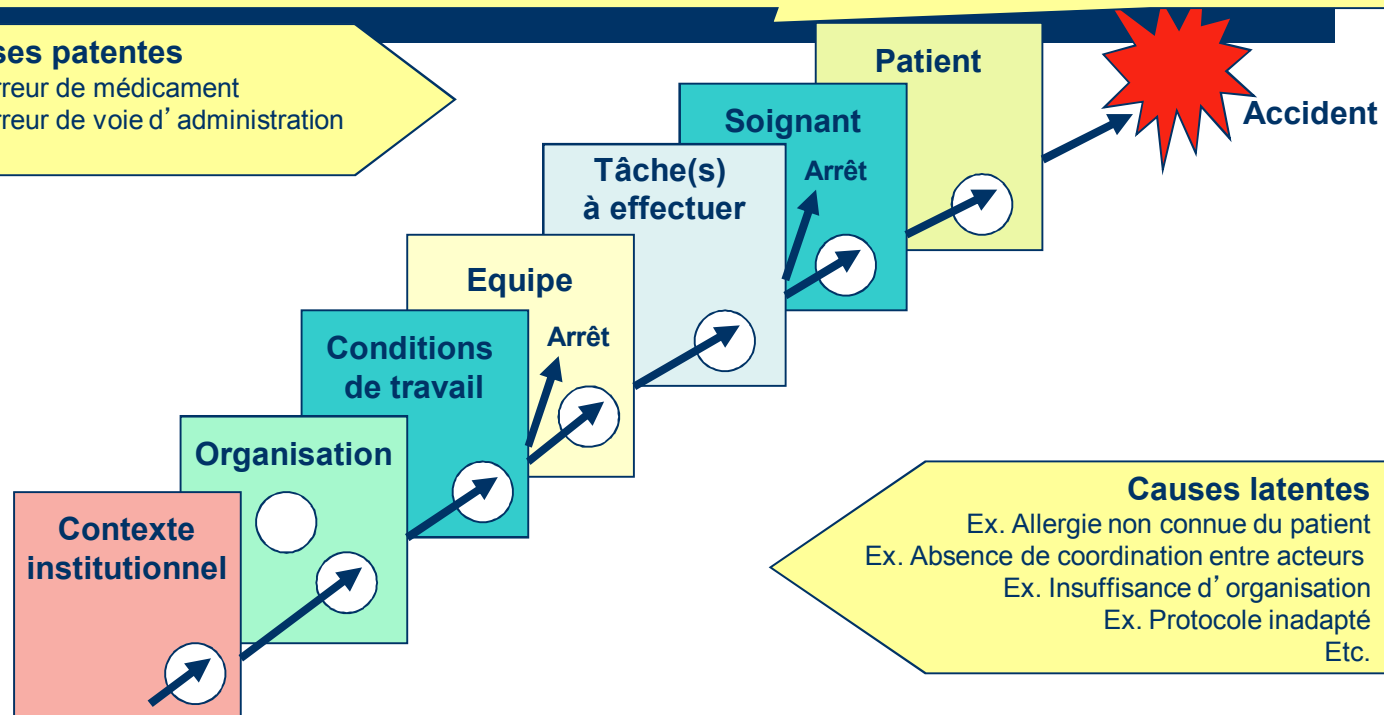 ses patentes
rreur de médicament
rreur de voie d’administration
Patient
Accident
Soignant
Arrêt
Tâche(s)
à effectuer
Equipe
Arrêt
Conditions
de travail
Organisation
Contexte
institutionnel
Causes latentes
Ex. Allergie non connue du patient
Ex. Absence de coordination entre acteurs
Ex. Insuffisance d’organisation
Ex. Protocole inadapté
Etc.